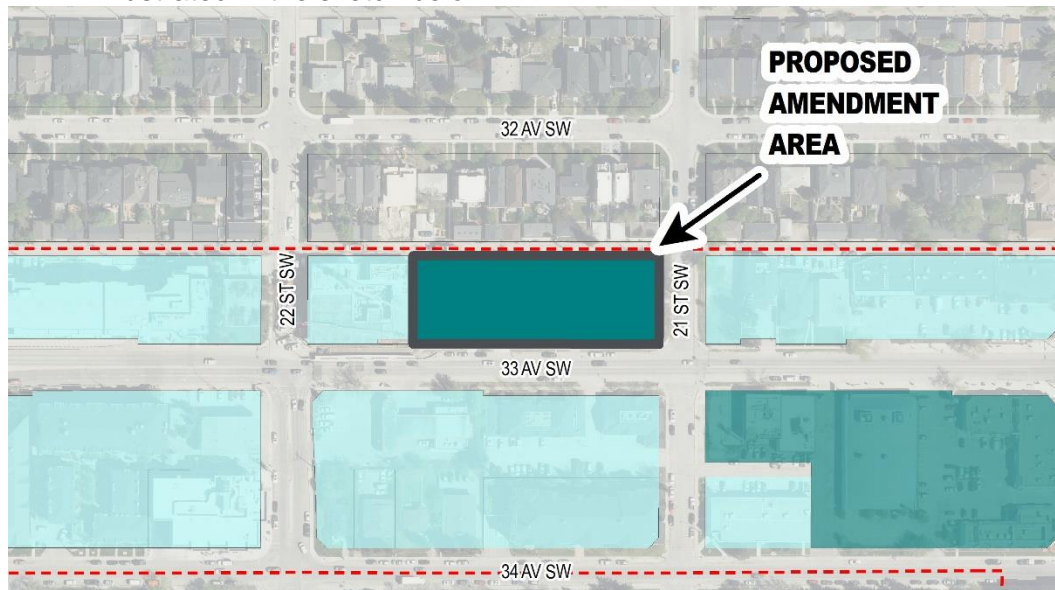 PROPOSED
AMENDMENT
AREA
32 AV SW
22 ST SW
21 ST SW
33 AV SW
34 AV SW